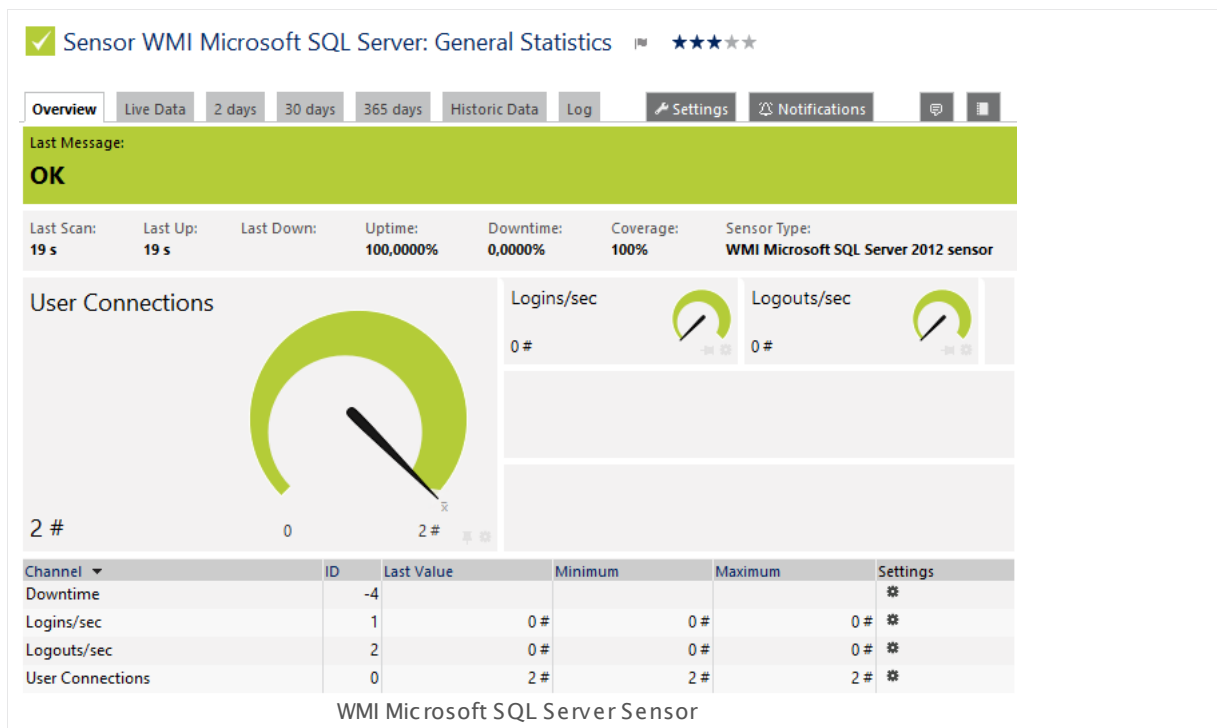 Sensor WMI Microsoft SQL Server: General Statistics
Overview Live Data 2 days 30 days 365 days Historic Data Log Settings Notifications
Last Message:
OK
Last Scan: Last Up: Last Down: Uptime: Downtime: Coverage: Sensor Type:
19 s 19 s 100,0000% 0,0000% 100% WMI Microsoft SQL Server 2012 sensor
User Connections
Logins/sec
0 #
Logouts/sec
0 #
x̄
2 # 0 2 #
Channel ID Last Value Minimum Maximum Settings
Downtime -4
Logins/sec 1 0 # 0 # 0 #
Logouts/sec 2 0 # 0 # 0 #
User Connections 0 2 # 2 # 2 #
WMI Microsoft SQL Server Sensor